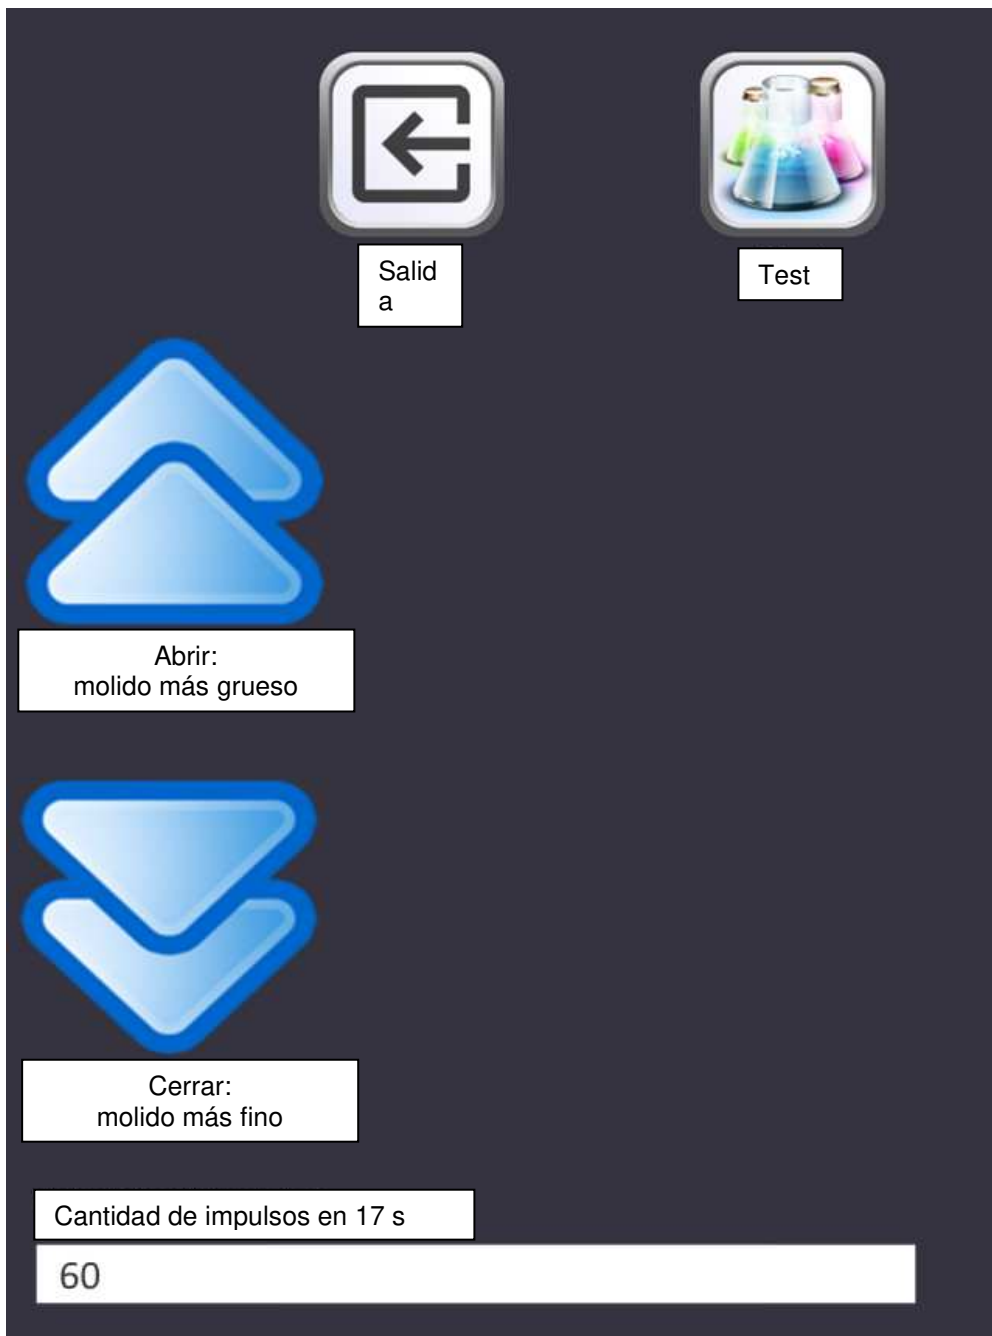 Salid
a
Test
Abrir:
molido más grueso
Cerrar:
molido más fino
Cantidad de impulsos en 17 s
60